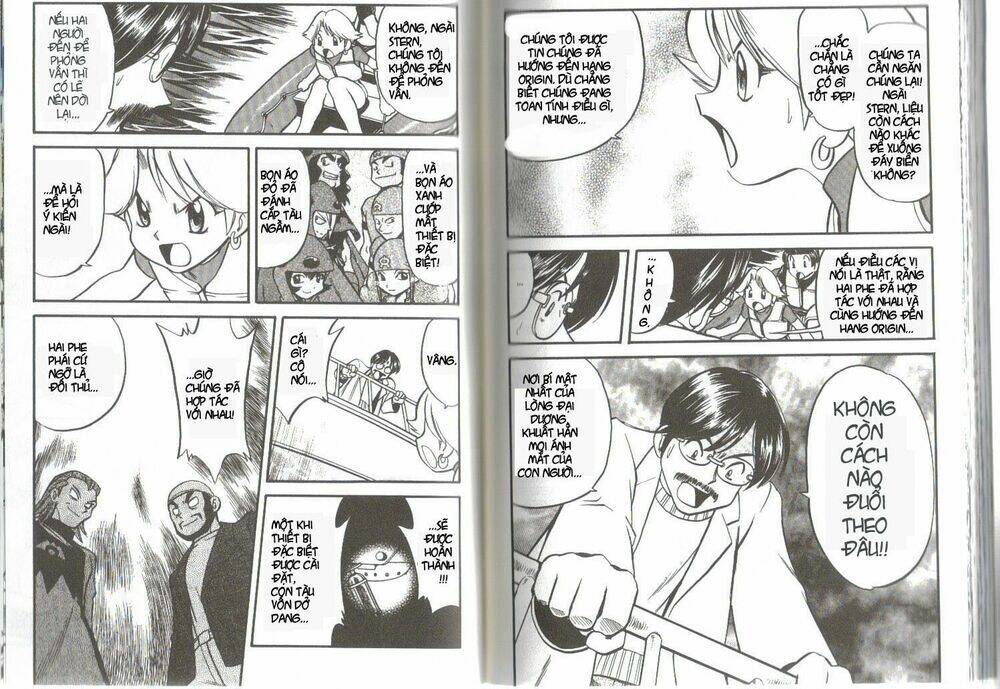 NẾU HAI
NGƯỜI
ĐẾN ĐỂ
PHỎNG
VẤN THÌ
CÓ LẼ
NÊN DỜI
LẠI...
KHÔNG, NGÀI
STERN,
CHÚNG TÔI
KHÔNG ĐẾN
ĐỂ PHỎNG
VẤN.
...MÀ LÀ
ĐỂ HỎI
Ý KIẾN
NGÀI!
BỌN ÁO
ĐỎ ĐÃ
ĐÁNH
CẮP TÀU
NGẦM...
...VÀ
BỌN ÁO
XANH
CƯỚP
MẤT
THIẾT BỊ
ĐẶC
BIỆT!
HAI PHE
PHÁI CỨ
NGỠ LÀ
ĐỐI THỦ...
...GIỜ
CHÚNG ĐÃ
HỢP TÁC
VỚI NHAU!
CÁI
GÌ? CÔ
NÓI...
VÂNG.
MỘT KHI
THIẾT BỊ
ĐẶC BIỆT
ĐƯỢC CÀI
ĐẶT,
CON TÀU
VỐN DỞ
DANG...
...SẼ
ĐƯỢC
HOÀN
THÀNH
!!!
CHÚNG TÔI ĐƯỢC
TIN CHÚNG ĐÃ
HƯỚNG ĐẾN HANG
ORIGIN. DÙ CHẲNG
BIẾT CHÚNG ĐANG
TOAN TÍNH ĐIỀU GÌ,
NHƯNG...
...CHẮC
CHẮN LÀ
CHẲNG
CÓ GÌ
TỐT ĐẸP!
CHÚNG TA
CẦN NGĂN
CHÚNG LẠI!
NGÀI
STERN, LIỆU
CÒN CÁCH
NÀO KHÁC
ĐỂ XUỐNG
ĐÁY BIỂN
KHÔNG?
...
KHÔNG.
NẾU ĐIỀU CÁC VỊ
NÓI LÀ THẬT, RẰNG
HAI PHE ĐÃ HỢP
TÁC VỚI NHAU VÀ
CÙNG HƯỚNG ĐẾN
HANG ORIGIN...
NƠI BÍ MẬT
NHẤT CỦA
LÒNG ĐẠI
DƯƠNG,
KHUẤT HẲN
MỌI ÁNH
MẮT CỦA
CON NGƯỜI...
KHÔNG
CÒN
CÁCH
NÀO
ĐUỔI
THEO
ĐÂU!!